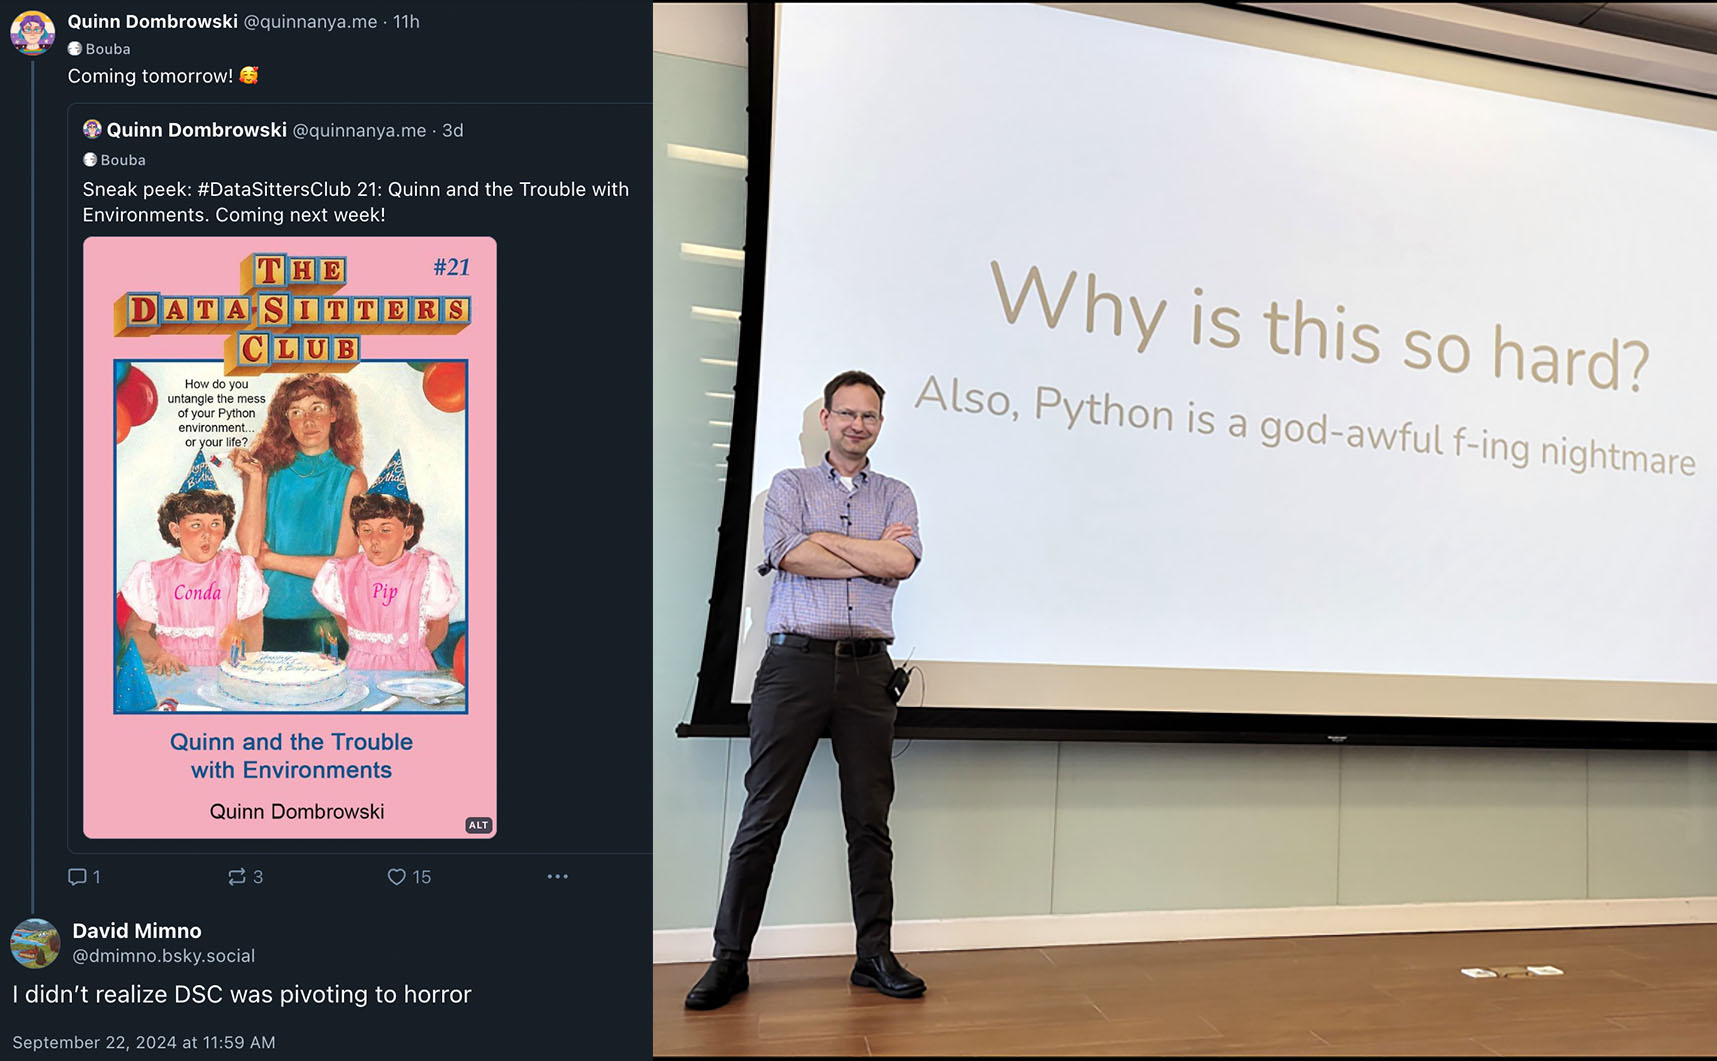 Quinn Dombrowski @quinnanya.me · 11h
Bouba
Coming tomorrow! 🥰
Quinn Dombrowski @quinnanya.me · 3d
Bouba
Sneak peek: #DataSittersClub 21: Quinn and the Trouble with
Environments. Coming next week!
#21
THE
DATA SITTERS
CLUB
How do you
untangle the mess
of your Python
environment...
or your life?
Conda
Pip
Quinn and the Trouble
with Environments
Quinn Dombrowski
ALT
1
3
15
David Mimno
@dmimno.bsky.social
I didn’t realize DSC was pivoting to horror
September 22, 2024 at 11:59 AM
Why is this so hard?
Also, Python is a god-awful f-ing nightmare